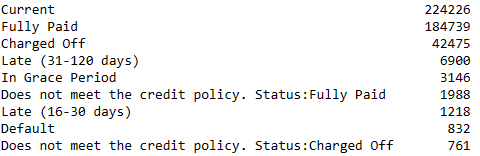 Current 224226
Fully Paid 184739
Charged Off 42475
Late (31-120 days) 6900
In Grace Period 3146
Does not meet the credit policy. Status:Fully Paid 1988
Late (16-30 days) 1218
Default 832
Does not meet the credit policy. Status:Charged Off 761